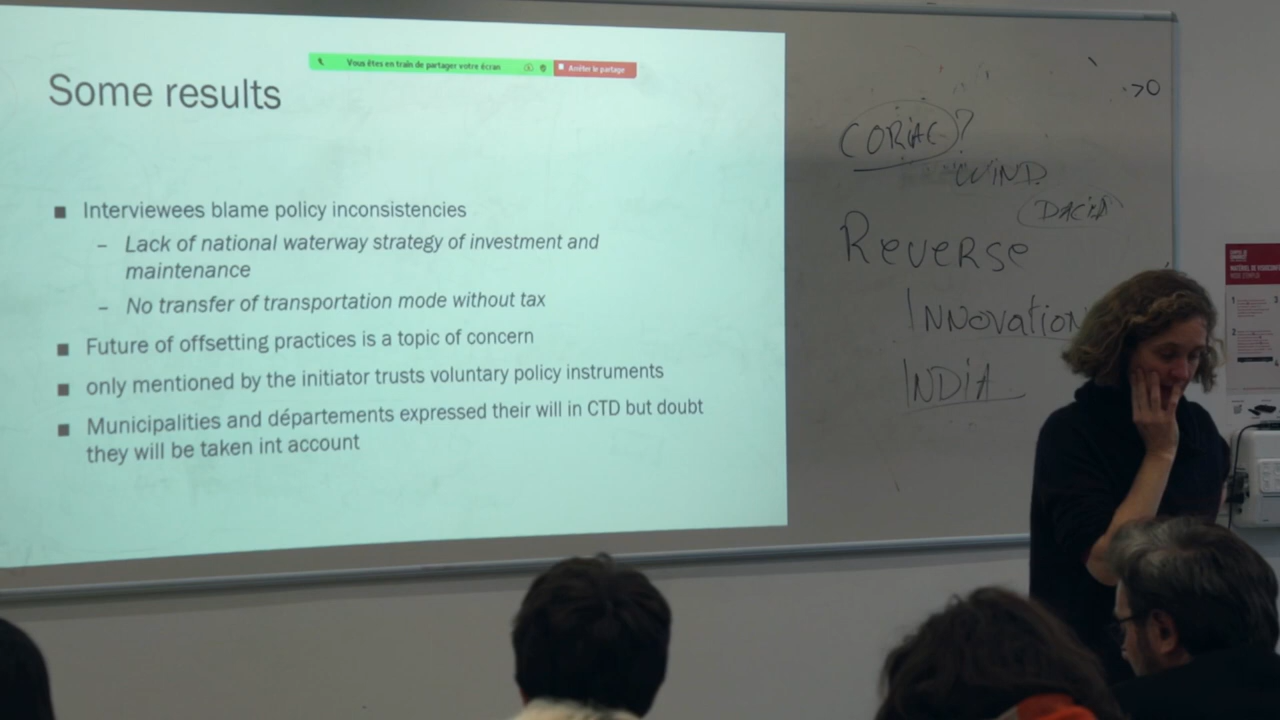 Vous êtes en train de partager votre écran
Arrêter le partage
Some results
Interviewees blame policy inconsistencies
– Lack of national waterway strategy of investment and
maintenance
– No transfer of transportation mode without tax
Future of offsetting practices is a topic of concern
only mentioned by the initiator trusts voluntary policy instruments
Municipalities and départements expressed their will in CTD but doubt
they will be taken int account
>0
CORIAC?
WIND
DACIA
Reverse
Innovation
INDIA